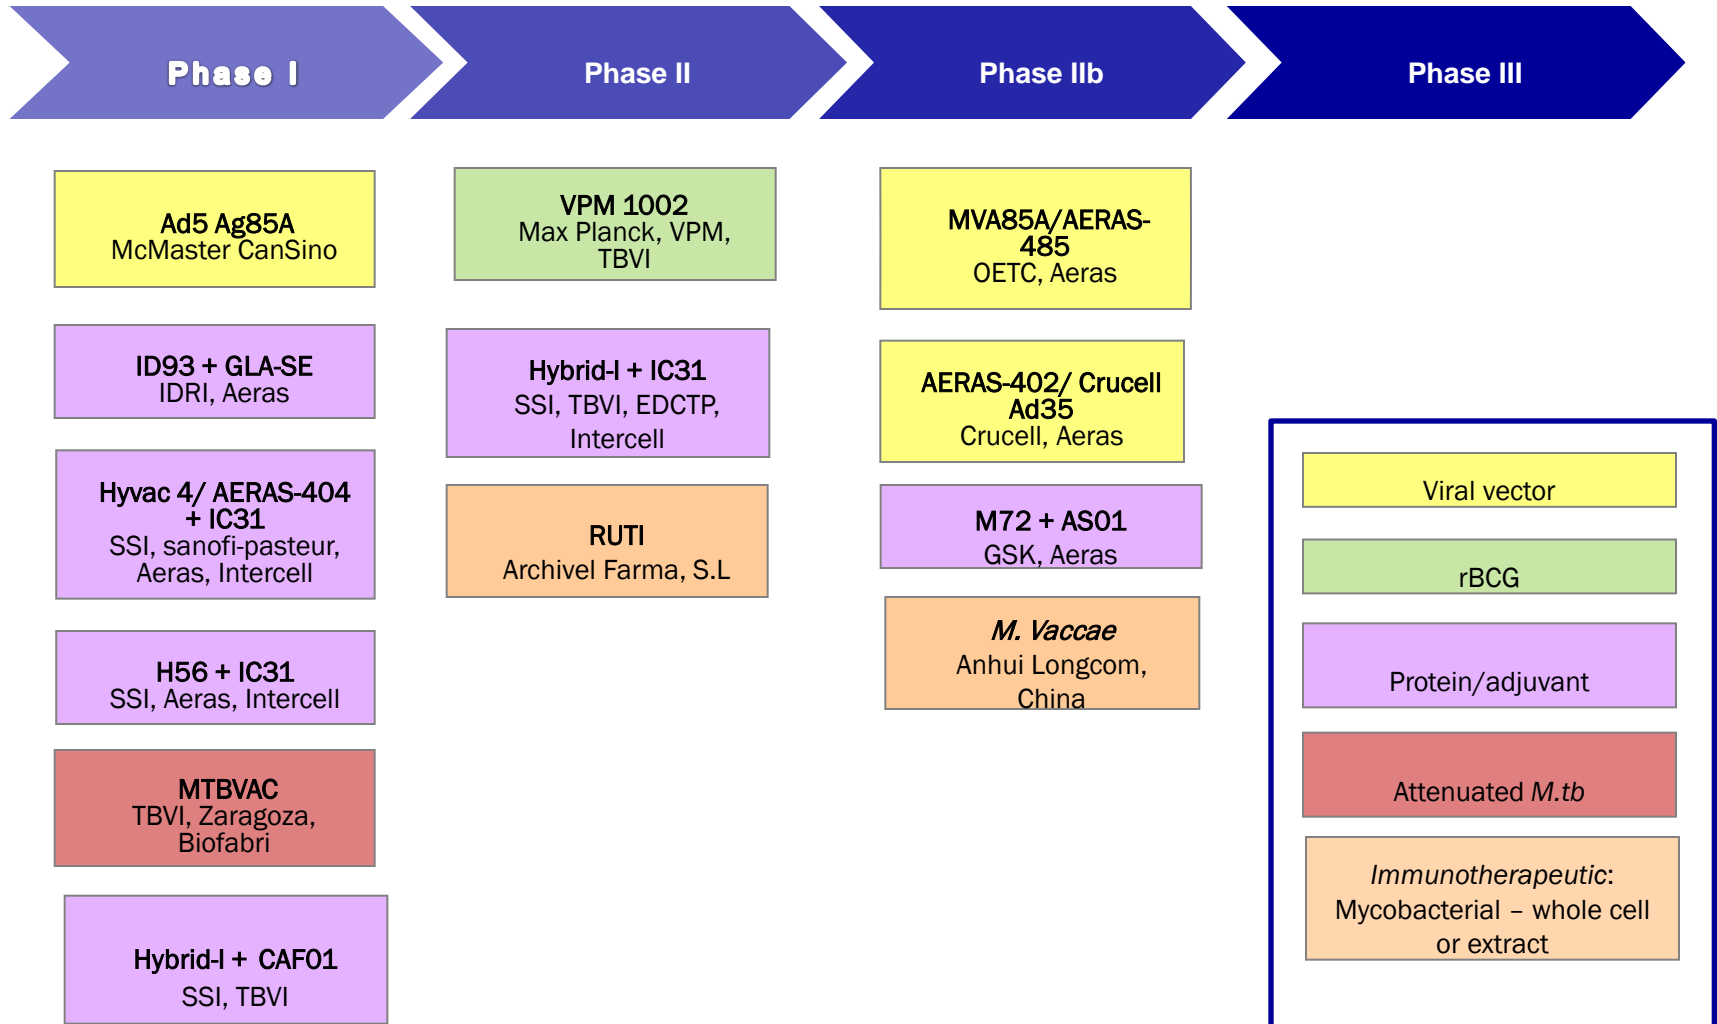 Phase I
Phase II
Phase IIb
Phase III
Ad5 Ag85A
McMaster CanSino
ID93 + GLA-SE
IDRI, Aeras
Hyvac 4/ AERAS-404
+ IC31
SSI, sanofi-pasteur,
Aeras, Intercell
H56 + IC31
SSI, Aeras, Intercell
MTBVAC
TBVI, Zaragoza,
Biofabri
Hybrid-I + CAF01
SSI, TBVI
VPM 1002
Max Planck, VPM,
TBVI
Hybrid-I + IC31
SSI, TBVI, EDCTP,
Intercell
RUTI
Archivel Farma, S.L
MVA85A/AERAS-
485
OETC, Aeras
AERAS-402/ Crucell
Ad35
Crucell, Aeras
M72 + AS01
GSK, Aeras
M. Vaccae
Anhui Longcom,
China
Viral vector
rBCG
Protein/adjuvant
Attenuated M.tb
Immunotherapeutic:
Mycobacterial – whole cell
or extract